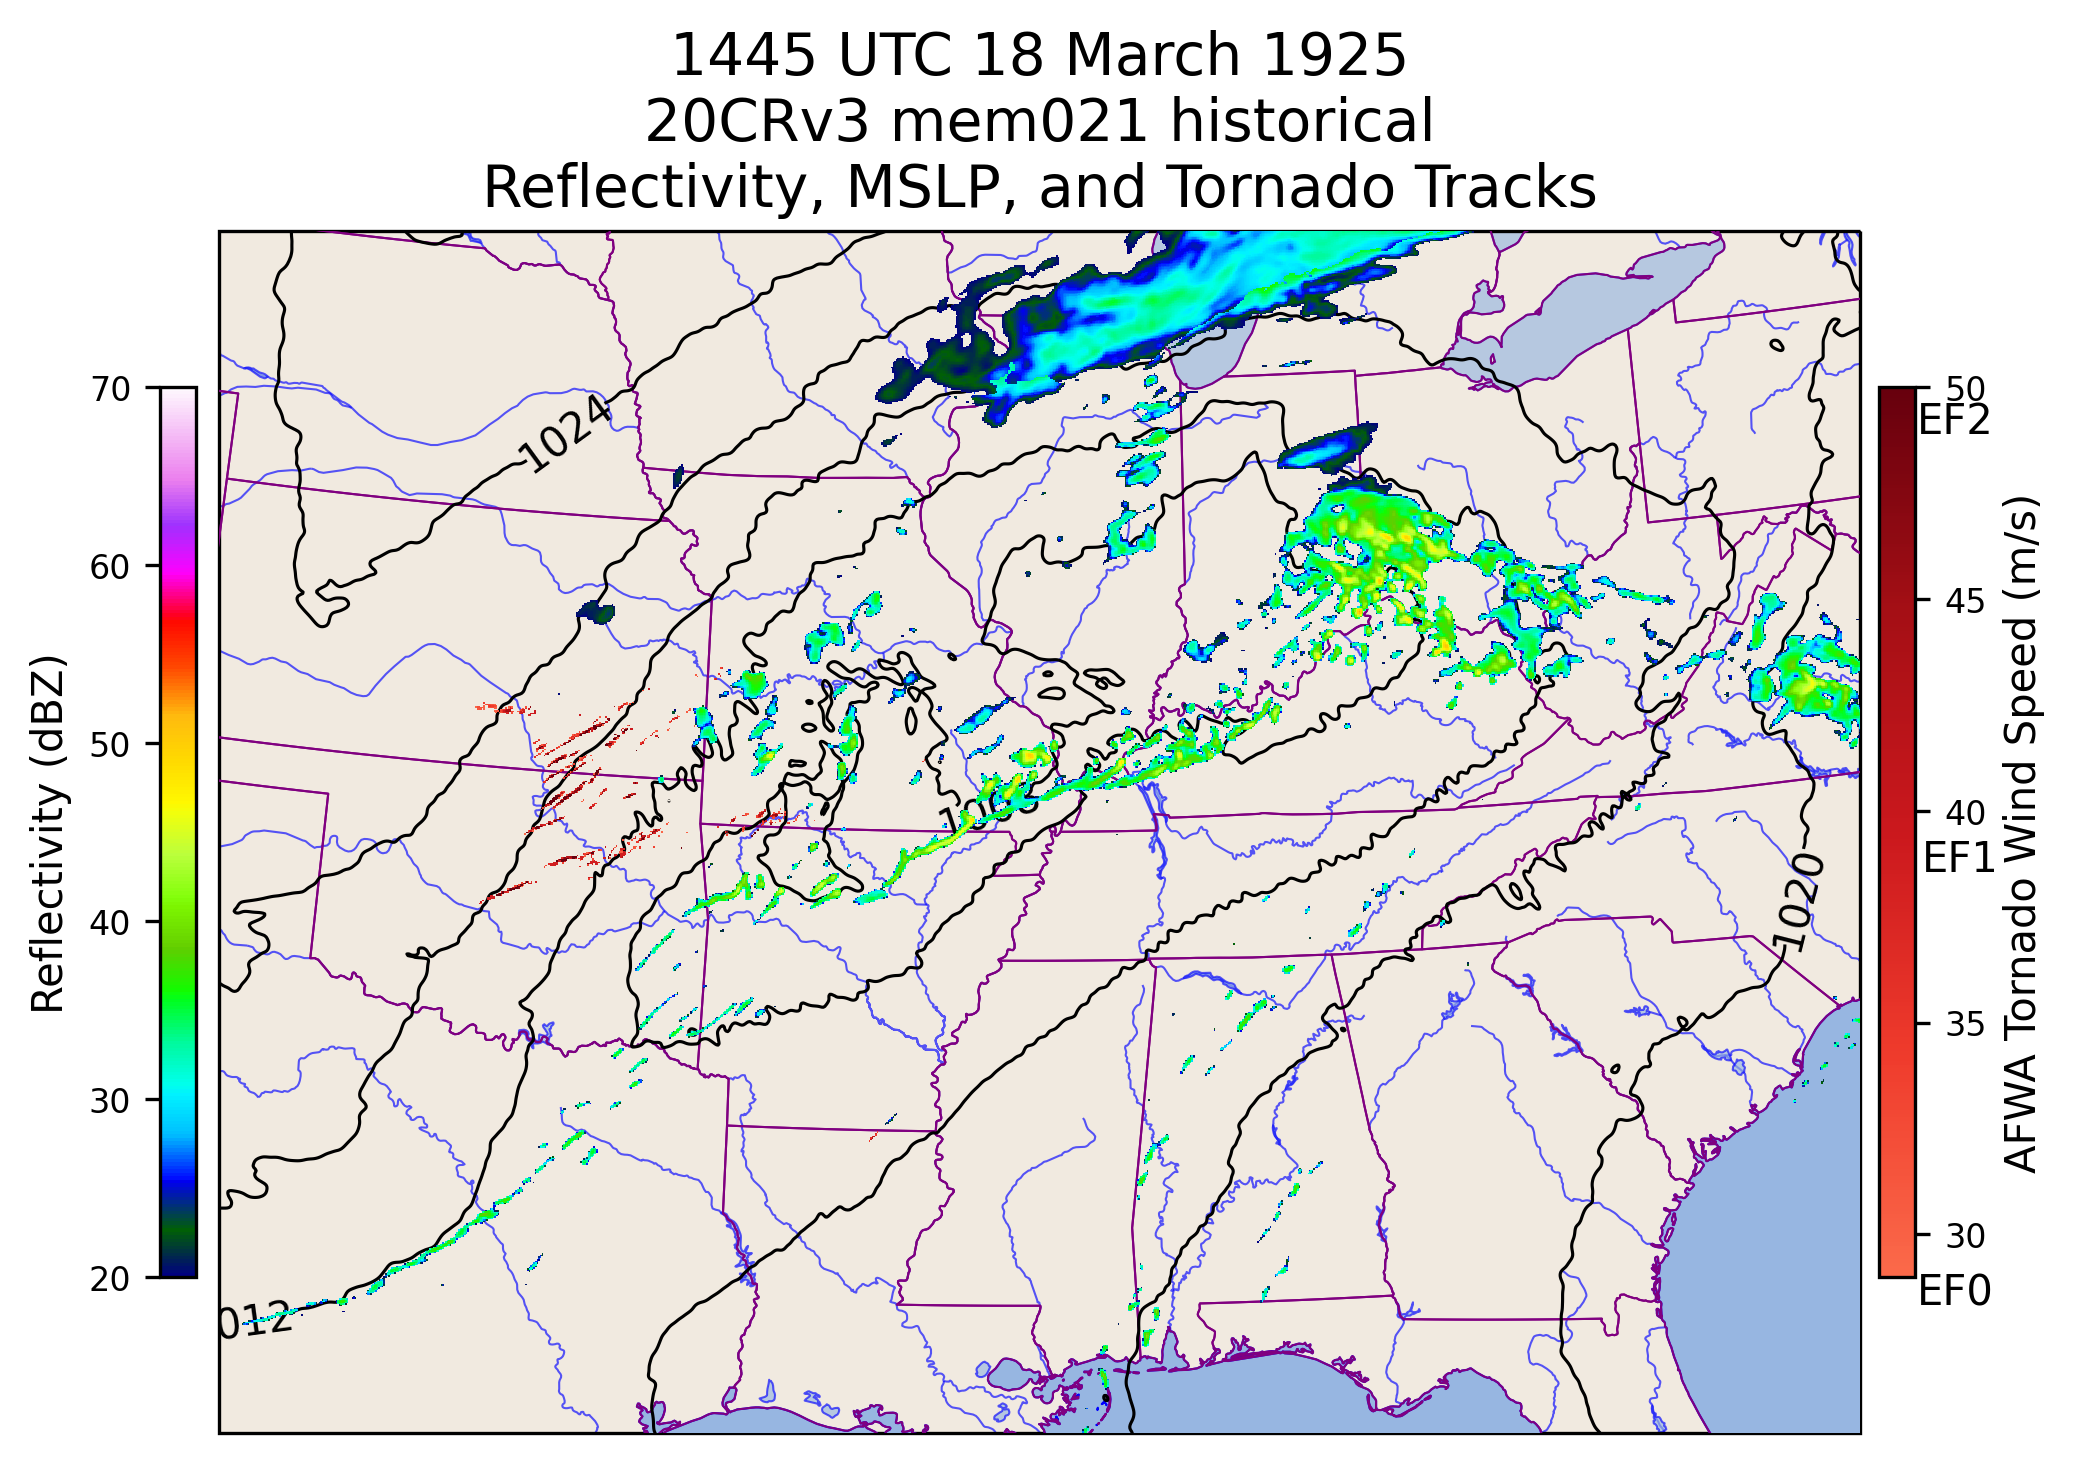 1445 UTC 18 March 1925
20CRv3 mem021 historical
Reflectivity, MSLP, and Tornado Tracks
Reflectivity (dBZ)
70
60
50
40
30
20
1024
1020
012
50
EF2
45
40
EF1
35
30
EF0
AFWA Tornado Wind Speed (m/s)